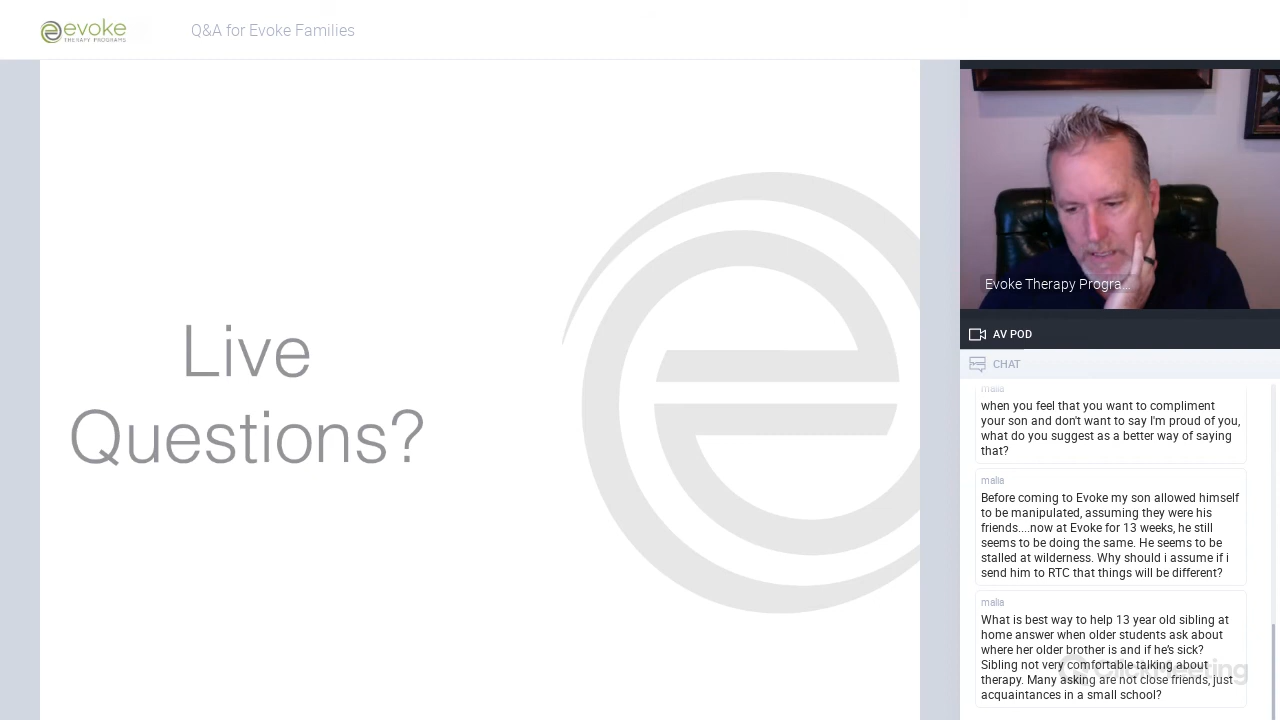 evoke
THERAPY PROGRAMS
Q&A for Evoke Families
Live
Questions?
Evoke Therapy Progra...
AV POD
CHAT
malia
when you feel that you want to compliment
your son and don't want to say I'm proud of you,
what do you suggest as a better way of saying
that?
malia
Before coming to Evoke my son allowed himself
to be manipulated, assuming they were his
friends....now at Evoke for 13 weeks, he still
seems to be doing the same. He seems to be
stalled at wilderness. Why should i assume if i
send him to RTC that things will be different?
malia
What is best way to help 13 year old sibling at
home answer when older students ask about
where her older brother is and if he's sick?
Sibling not very comfortable talking about
therapy. Many asking are not close friends, just
acquaintances in a small school?
ClickMeeting